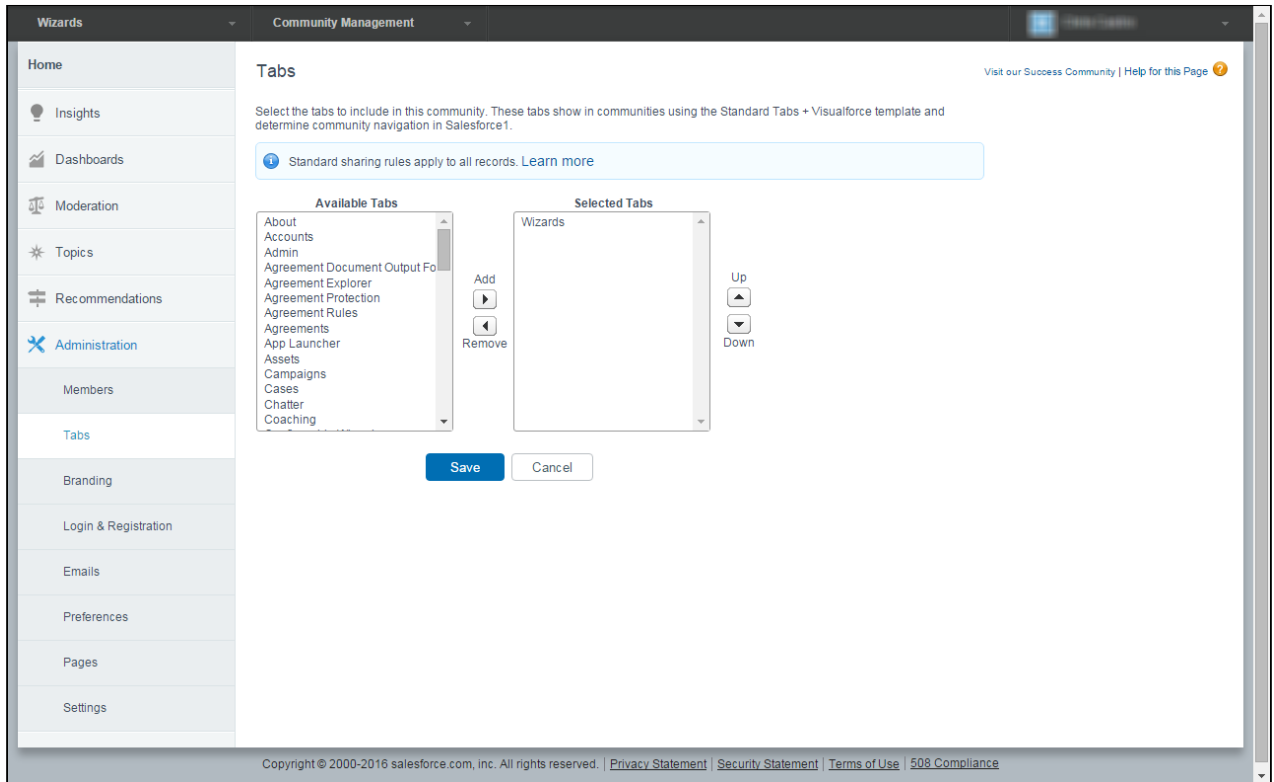 Wizards
Community Management
Home
Insights
Dashboards
Moderation
Topics
Recommendations
Administration
Members
Tabs
Branding
Login & Registration
Emails
Preferences
Pages
Settings
Tabs
Visit our Success Community | Help for this Page
Select the tabs to include in this community. These tabs show in communities using the Standard Tabs + Visualforce template and
determine community navigation in Salesforce1.
Standard sharing rules apply to all records. Learn more
Available Tabs
About
Accounts
Admin
Agreement Document Output Fo
Agreement Explorer
Agreement Protection
Agreement Rules
Agreements
App Launcher
Assets
Campaigns
Cases
Chatter
Coaching
Add
Remove
Selected Tabs
Wizards
Up
Down
Save
Cancel
Copyright © 2000-2016 salesforce.com, inc. All rights reserved. | Privacy Statement | Security Statement | Terms of Use | 508 Compliance